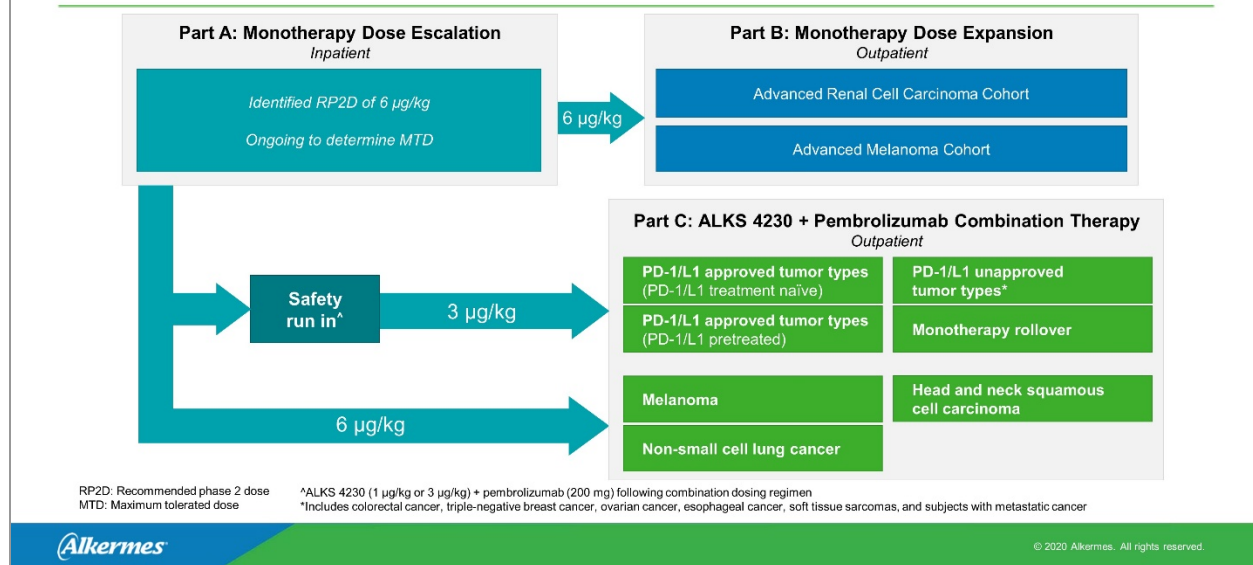 Part A: Monotherapy Dose Escalation
Inpatient
Identified RP2D of 6 µg/kg
Ongoing to determine MTD
6 µg/kg
Part B: Monotherapy Dose Expansion
Outpatient
Advanced Renal Cell Carcinoma Cohort
Advanced Melanoma Cohort
Safety
run in^
3 µg/kg
6 µg/kg
Part C: ALKS 4230 + Pembrolizumab Combination Therapy
Outpatient
PD-1/L1 approved tumor types
(PD-1/L1 treatment naïve)
PD-1/L1 unapproved
tumor types*
PD-1/L1 approved tumor types
(PD-1/L1 pretreated)
Monotherapy rollover
Melanoma
Head and neck squamous
cell carcinoma
Non-small cell lung cancer
RP2D: Recommended phase 2 dose
MTD: Maximum tolerated dose
^ALKS 4230 (1 µg/kg or 3 µg/kg) + pembrolizumab (200 mg) following combination dosing regimen
*Includes colorectal cancer, triple-negative breast cancer, ovarian cancer, esophageal cancer, soft tissue sarcomas, and subjects with metastatic cancer
Alkermes
© 2020 Alkermes. All rights reserved.